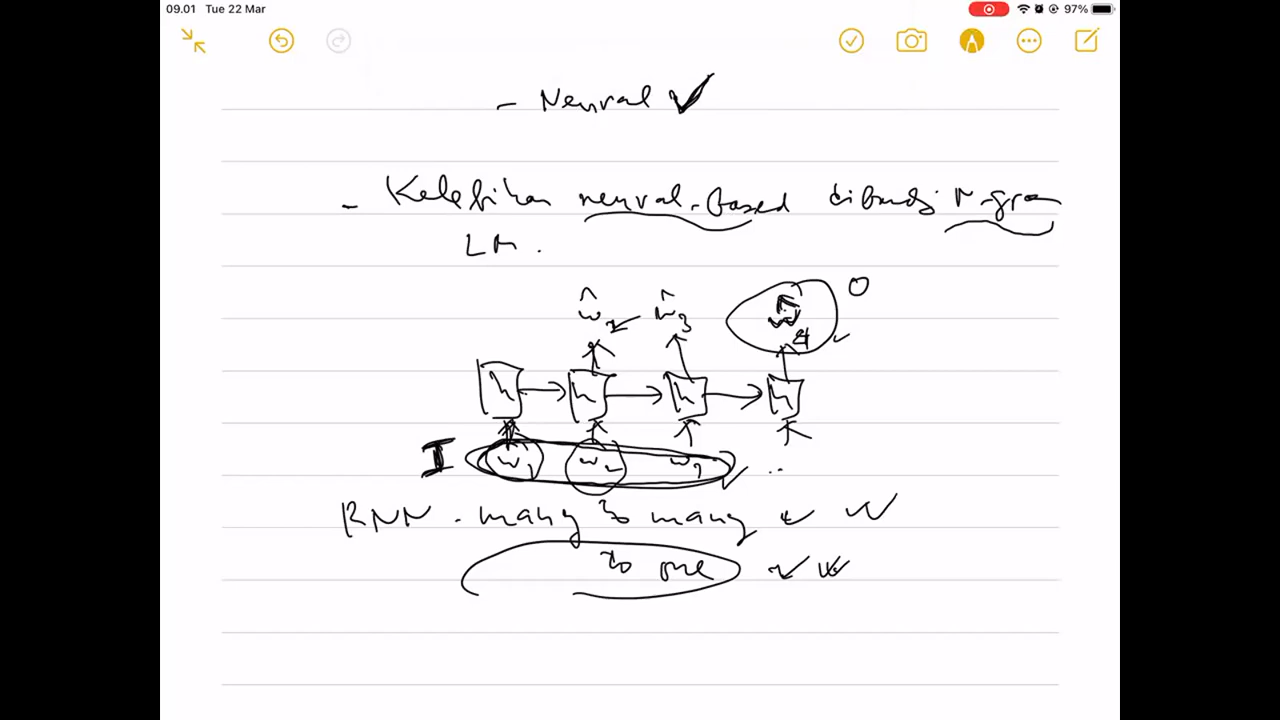 09.01 Tue 22 Mar 97%
- Neural ✓
- Kelebihan neural-based dibandi N-gram
LM.
ŵ2 ŵ3 ŵ4 O
h h h h
I w1 w2 w3 ..
RNN - many to many
to one